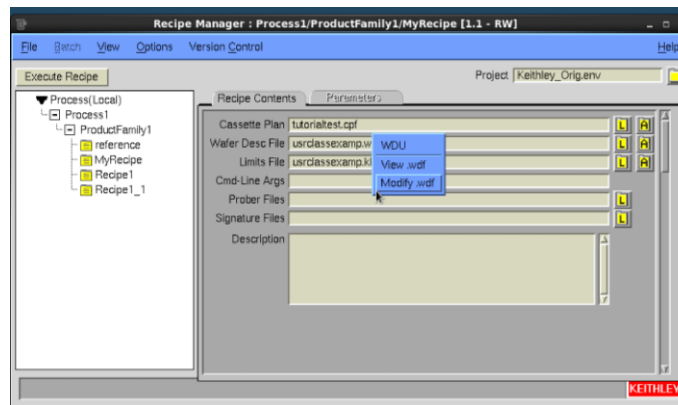 Recipe Manager : Process1/ProductFamily1/MyRecipe [1.1 - RW]
File Batch View Options Version Control Help
Execute Recipe Project Keithley_Orig.env
Process(Local)
Process1
ProductFamily1
reference
MyRecipe
Recipe1
Recipe1_1
Recipe Contents Parameters
Cassette Plan tutorialtest.cpf L A
Wafer Desc File usrclassexamp.w L A
Limits File usrclassexamp.kl L A
Cmd-Line Args
Prober Files L
Signature Files L
Description
WDU
View .wdf
Modify .wdf
KEITHLEY